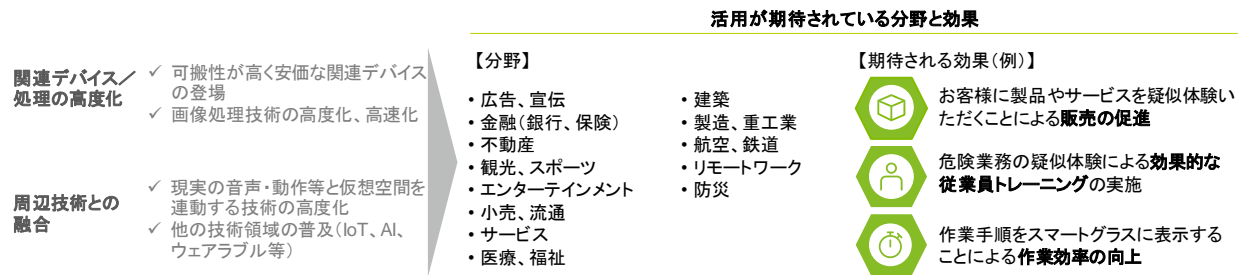 活用が期待されている分野と効果
関連デバイス／
処理の高度化
✓ 可搬性が高く安価な関連デバイス
の登場
✓ 画像処理技術の高度化、高速化
周辺技術との
融合
✓ 現実の音声・動作等と仮想空間を
連動する技術の高度化
✓ 他の技術領域の普及（IoT、AI、
ウェアラブル等）
【分野】
・広告、宣伝
・金融（銀行、保険）
・不動産
・観光、スポーツ
・エンターテインメント
・小売、流通
・サービス
・医療、福祉
・建築
・製造、重工業
・航空、鉄道
・リモートワーク
・防災
【期待される効果（例）】
お客様に製品やサービスを疑似体験い
ただくことによる販売の促進
危険業務の疑似体験による効果的な
従業員トレーニングの実施
作業手順をスマートグラスに表示する
ことによる作業効率の向上